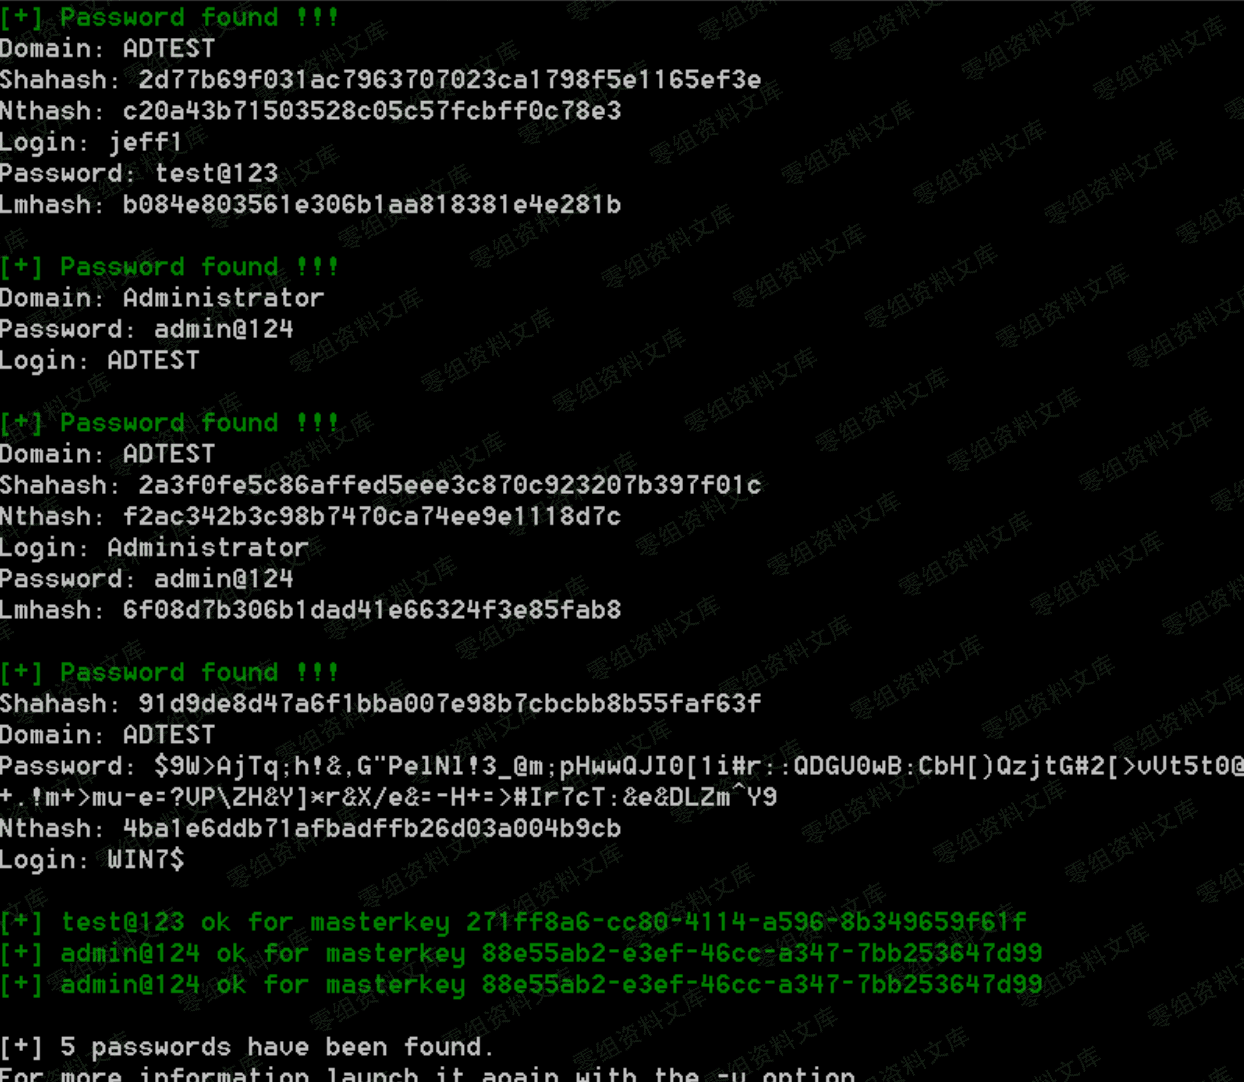 [+] Password found !!!
Domain: ADTEST
Shahash: 2d77b69f031ac7963707023ca1798f5e1165ef3e
Nthash: c20a43b71503528c05c57fcbff0c78e3
Login: jeff1
Password: test@123
Lmhash: b084e803561e306b1aa818381e4e281b
[+] Password found !!!
Domain: Administrator
Password: admin@124
Login: ADTEST
[+] Password found !!!
Domain: ADTEST
Shahash: 2a3f0fe5c86affed5eee3c870c923207b397f01c
Nthash: f2ac342b3c98b7470ca74ee9e1118d7c
Login: Administrator
Password: admin@124
Lmhash: 6f08d7b306b1dad41e66324f3e85fab8
[+] Password found !!!
Shahash: 91d9de8d47a6f1bba007e98b7cbcbb8b55faf63f
Domain: ADTEST
Password: $9W>AjTq;h!&,G"PelNl!3_@m;pHwwQJI0[1i#r::QDGU0wB:CbH[)QzjtG#2[>vVt5t0@
+.!m+>mu-e=?UP\ZH&Y]*r&X/e&=-H+=>#Ir7cT:&e&DLZm^Y9
Nthash: 4ba1e6ddb71afbadffb26d03a004b9cb
Login: WIN7$
[+] test@123 ok for masterkey 271ff8a6-cc80-4114-a596-8b349659f61f
[+] admin@124 ok for masterkey 88e55ab2-e3ef-46cc-a347-7bb253647d99
[+] admin@124 ok for masterkey 88e55ab2-e3ef-46cc-a347-7bb253647d99
[+] 5 passwords have been found.
For more information launch it again with the -v option
零组资料文库